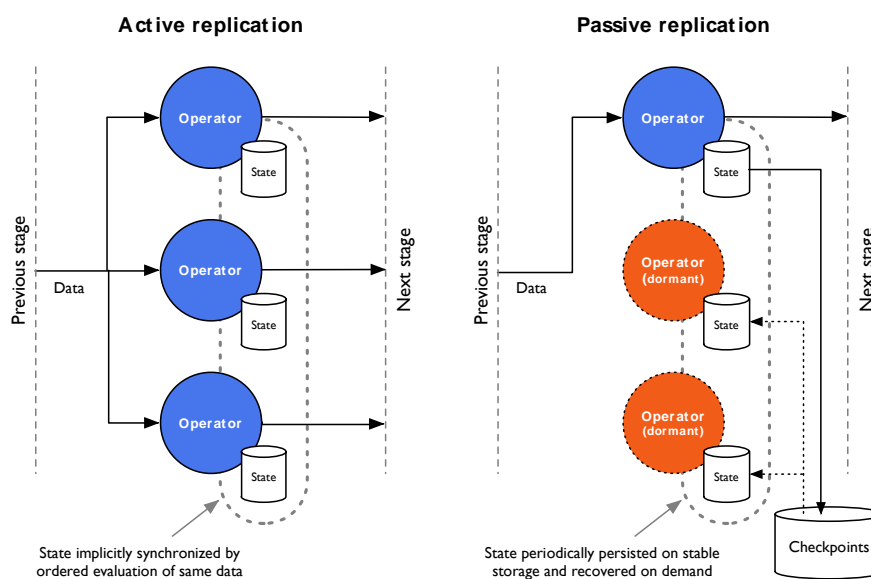 Active replication
Previous stage
Data
Operator
State
Operator
State
Operator
State
Next stage
State implicitly synchronized by
ordered evaluation of same data
Passive replication
Previous stage
Data
Operator
State
Operator
(dormant)
State
Operator
(dormant)
State
Next stage
Checkpoints
State periodically persisted on stable
storage and recovered on demand